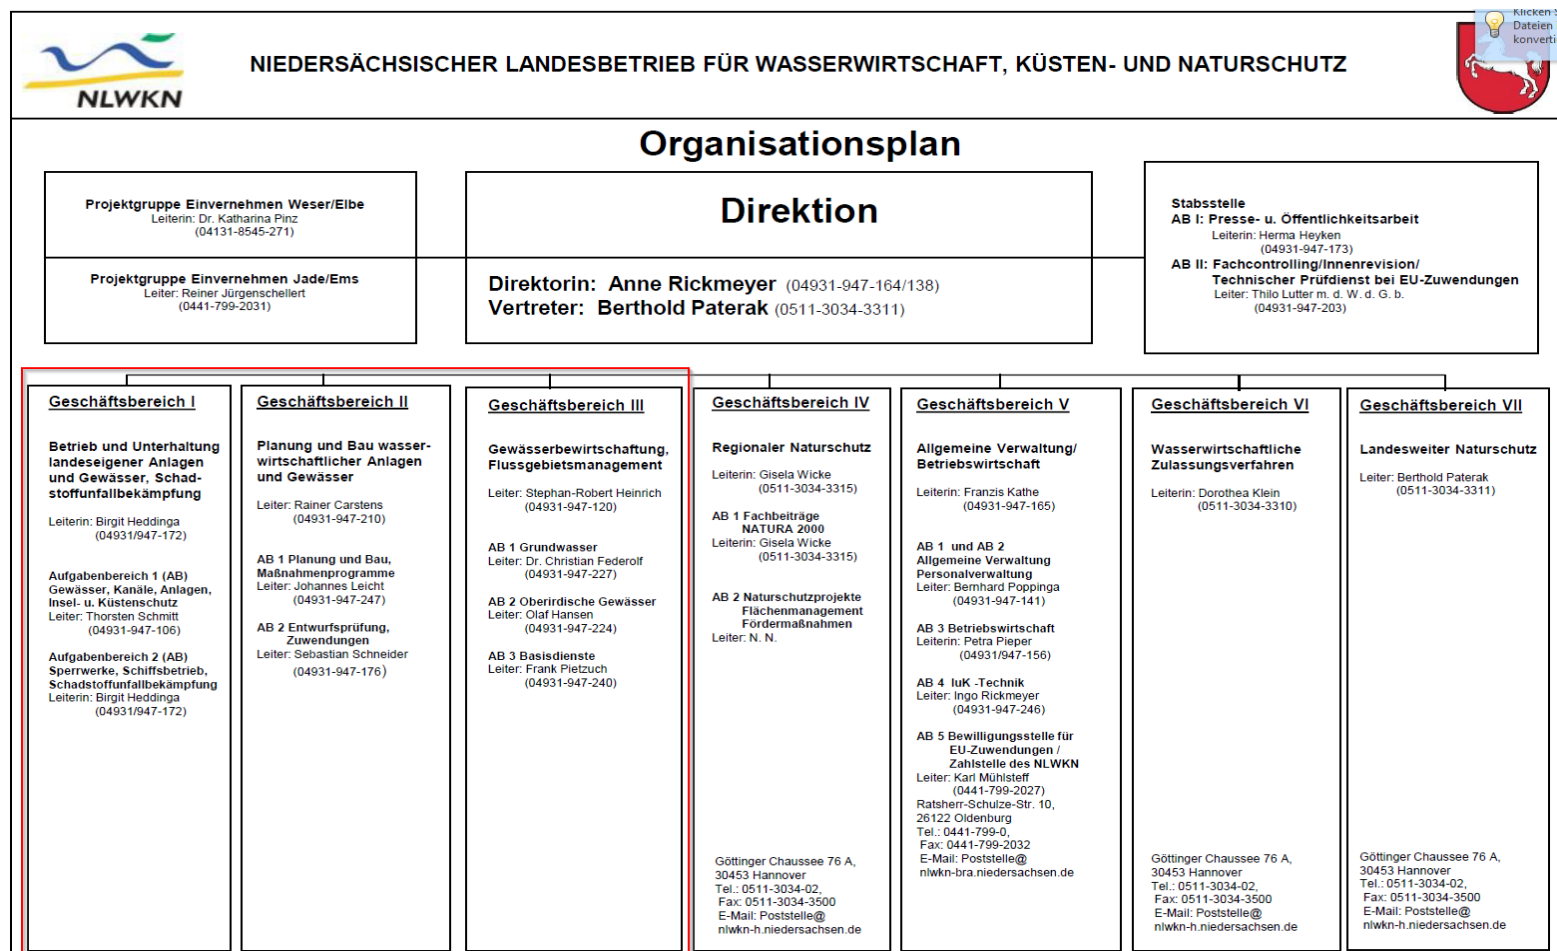 Klicken S
Dateien
konverti
NLWKN
NIEDERSÄCHSISCHER LANDESBETRIEB FÜR WASSERWIRTSCHAFT, KÜSTEN- UND NATURSCHUTZ
Organisationsplan
Projektgruppe Einvernehmen Weser/Elbe
Leiterin: Dr. Katharina Pinz
(04131-8545-271)
Projektgruppe Einvernehmen Jade/Ems
Leiter: Reiner Jürgenschellert
(0441-799-2031)
Direktion
Direktorin: Anne Rickmeyer (04931-947-164/138)
Vertreter: Berthold Paterak (0511-3034-3311)
Stabsstelle
AB I: Presse- u. Öffentlichkeitsarbeit
Leiterin: Herma Heyken
(04931-947-173)
AB II: Fachcontrolling/Innenrevision/
Technischer Prüfdienst bei EU-Zuwendungen
Leiter: Thilo Lutter m. d. W. d. G. b.
(04931-947-203)
Geschäftsbereich I
Betrieb und Unterhaltung
landeseigener Anlagen
und Gewässer, Schad-
stoffunfallbekämpfung
Leiterin: Birgit Heddinga
(04931/947-172)
Aufgabenbereich 1 (AB)
Gewässer, Kanäle, Anlagen,
Insel- u. Küstenschutz
Leiter: Thorsten Schmitt
(04931-947-106)
Aufgabenbereich 2 (AB)
Sperrwerke, Schiffsbetrieb,
Schadstoffunfallbekämpfung
Leiterin: Birgit Heddinga
(04931/947-172)
Geschäftsbereich II
Planung und Bau wasser-
wirtschaftlicher Anlagen
und Gewässer
Leiter: Rainer Carstens
(04931-947-210)
AB 1 Planung und Bau,
Maßnahmenprogramme
Leiter: Johannes Leicht
(04931-947-247)
AB 2 Entwurfsprüfung,
Zuwendungen
Leiter: Sebastian Schneider
(04931-947-176)
Geschäftsbereich III
Gewässerbewirtschaftung,
Flussgebietsmanagement
Leiter: Stephan-Robert Heinrich
(04931-947-120)
AB 1 Grundwasser
Leiter: Dr. Christian Federolf
(04931-947-227)
AB 2 Oberirdische Gewässer
Leiter: Olaf Hansen
(04931-947-224)
AB 3 Basisdienste
Leiter: Frank Pietzuch
(04931-947-240)
Geschäftsbereich IV
Regionaler Naturschutz
Leiterin: Gisela Wicke
(0511-3034-3315)
AB 1 Fachbeiträge
NATURA 2000
Leiterin: Gisela Wicke
(0511-3034-3315)
AB 2 Naturschutzprojekte
Flächenmanagement
Fördermaßnahmen
Leiter: N. N.
Göttinger Chaussee 76 A,
30453 Hannover
Tel.: 0511-3034-02,
Fax: 0511-3034-3500
E-Mail: Poststelle@
nlwkn-h.niedersachsen.de
Geschäftsbereich V
Allgemeine Verwaltung/
Betriebswirtschaft
Leiterin: Franzis Kathe
(04931-947-165)
AB 1 und AB 2
Allgemeine Verwaltung
Personalverwaltung
Leiter: Bernhard Poppinga
(04931-947-141)
AB 3 Betriebswirtschaft
Leiterin: Petra Pieper
(04931/947-156)
AB 4 IuK -Technik
Leiter: Ingo Rickmeyer
(04931-947-246)
AB 5 Bewilligungsstelle für
EU-Zuwendungen /
Zahlstelle des NLWKN
Leiter: Karl Mühlsteff
(0441-799-2027)
Ratsherr-Schulze-Str. 10,
26122 Oldenburg
Tel.: 0441-799-0,
Fax: 0441-799-2032
E-Mail: Poststelle@
nlwkn-bra.niedersachsen.de
Geschäftsbereich VI
Wasserwirtschaftliche
Zulassungsverfahren
Leiterin: Dorothea Klein
(0511-3034-3310)
Göttinger Chaussee 76 A,
30453 Hannover
Tel.: 0511-3034-02,
Fax: 0511-3034-3500
E-Mail: Poststelle@
nlwkn-h.niedersachsen.de
Geschäftsbereich VII
Landesweiter Naturschutz
Leiter: Berthold Paterak
(0511-3034-3311)
Göttinger Chaussee 76 A,
30453 Hannover
Tel.: 0511-3034-02,
Fax: 0511-3034-3500
E-Mail: Poststelle@
nlwkn-h.niedersachsen.de